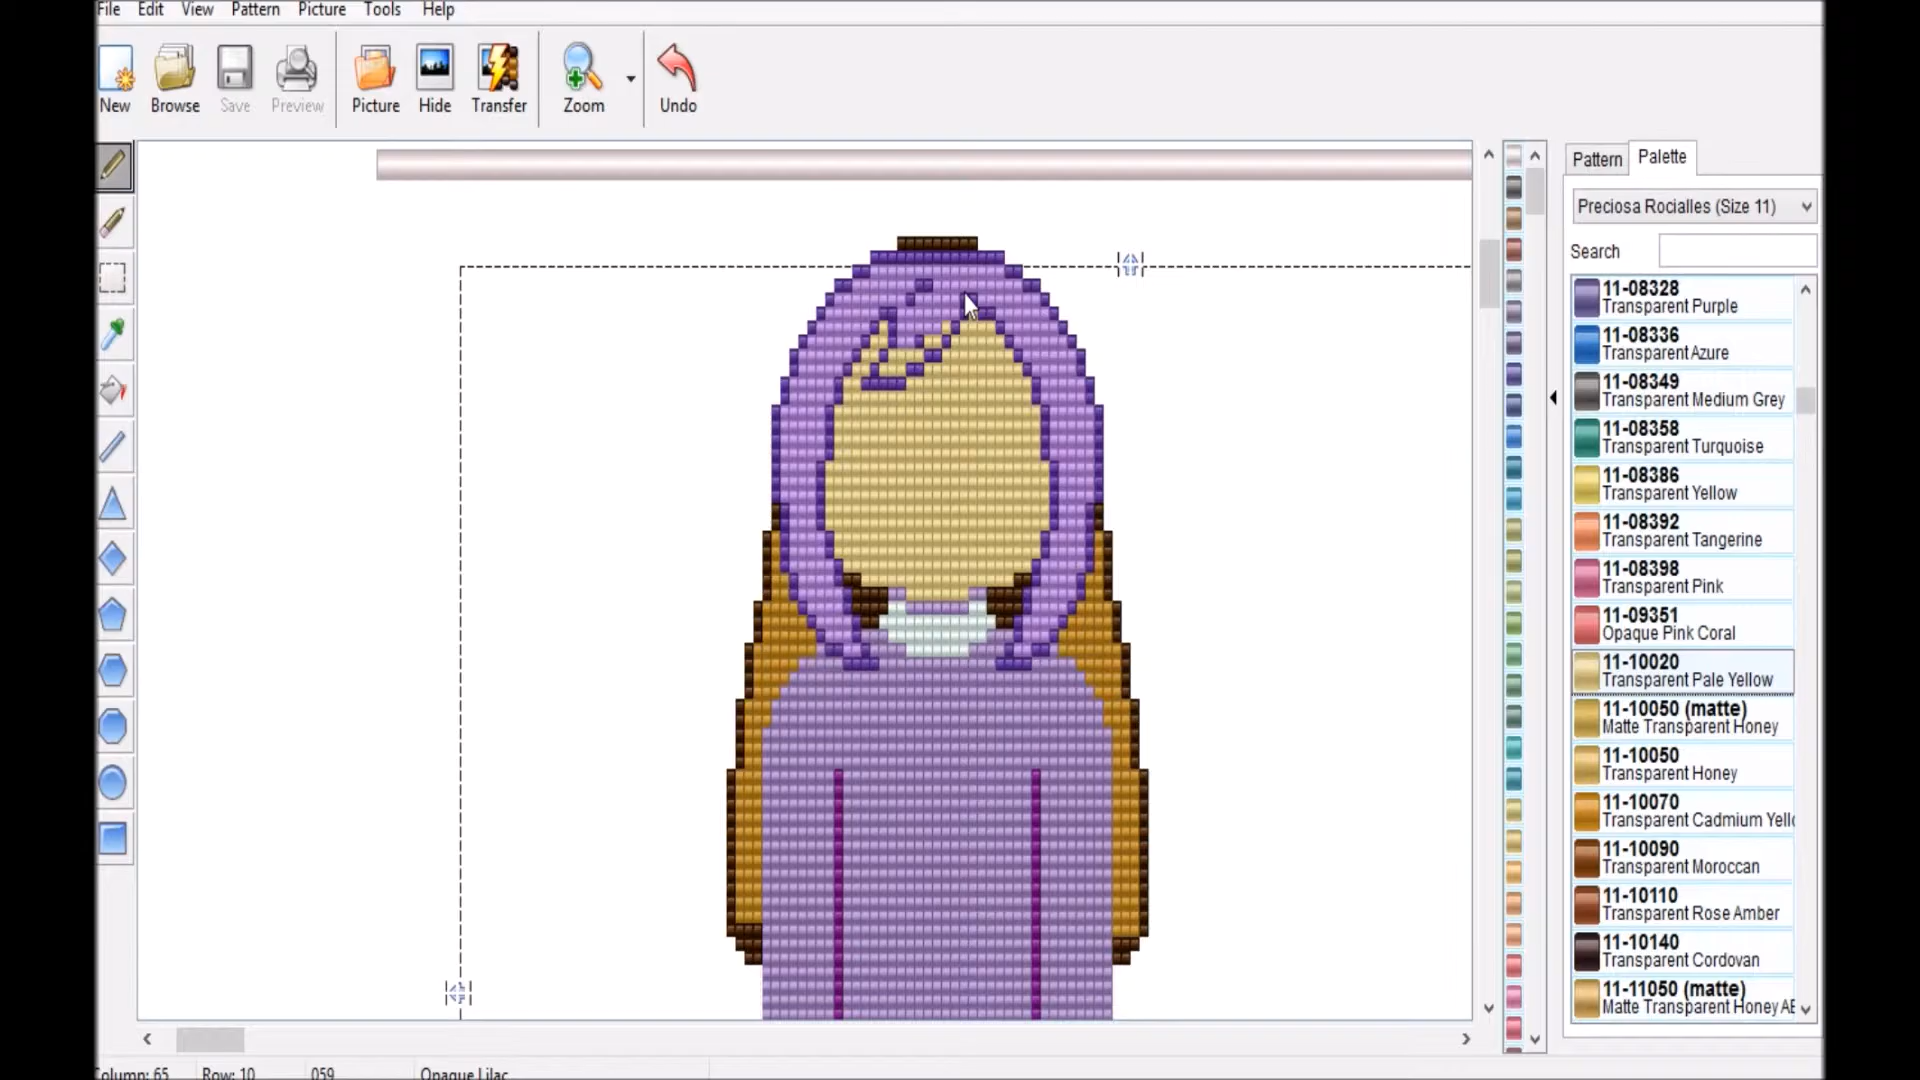 File Edit View Pattern Picture Tools Help
New Browse Save Preview Picture Hide Transfer Zoom Undo
Pattern Palette
Preciosa Rocialles (Size 11)
Search
11-08328
Transparent Purple
11-08336
Transparent Azure
11-08349
Transparent Medium Grey
11-08358
Transparent Turquoise
11-08386
Transparent Yellow
11-08392
Transparent Tangerine
11-08398
Transparent Pink
11-09351
Opaque Pink Coral
11-10020
Transparent Pale Yellow
11-10050 (matte)
Matte Transparent Honey
11-10050
Transparent Honey
11-10070
Transparent Cadmium Yell
11-10090
Transparent Moroccan
11-10110
Transparent Rose Amber
11-10140
Transparent Cordovan
11-11050 (matte)
Matte Transparent Honey AB
Column: 65 Row: 10 059 Opaque Lilac